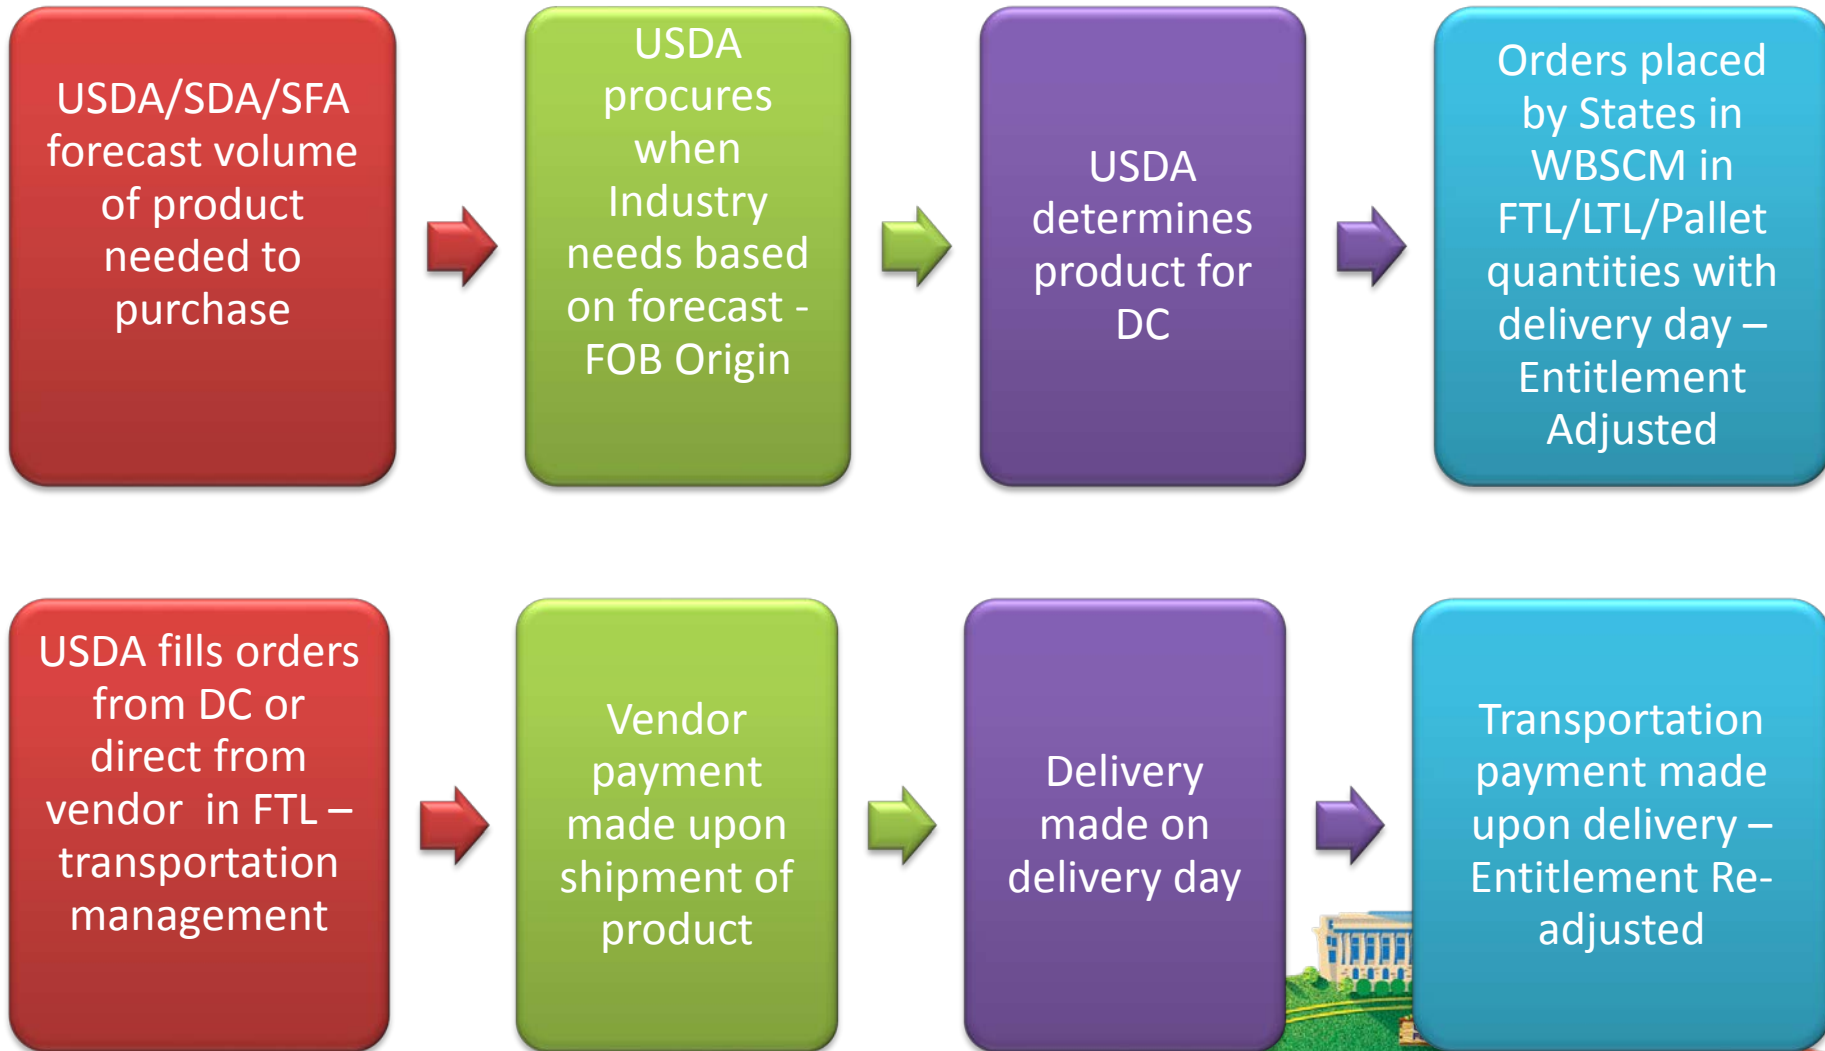 USDA/SDA/SFA
forecast volume
of product
needed to
purchase
USDA
procures
when
Industry
needs based
on forecast -
FOB Origin
USDA
determines
product for
DC
Orders placed
by States in
WBSCM in
FTL/LTL/Pallet
quantities with
delivery day –
Entitlement
Adjusted
USDA fills orders
from DC or
direct from
vendor in FTL –
transportation
management
Vendor
payment
made upon
shipment of
product
Delivery
made on
delivery day
Transportation
payment made
upon delivery –
Entitlement Re-
adjusted